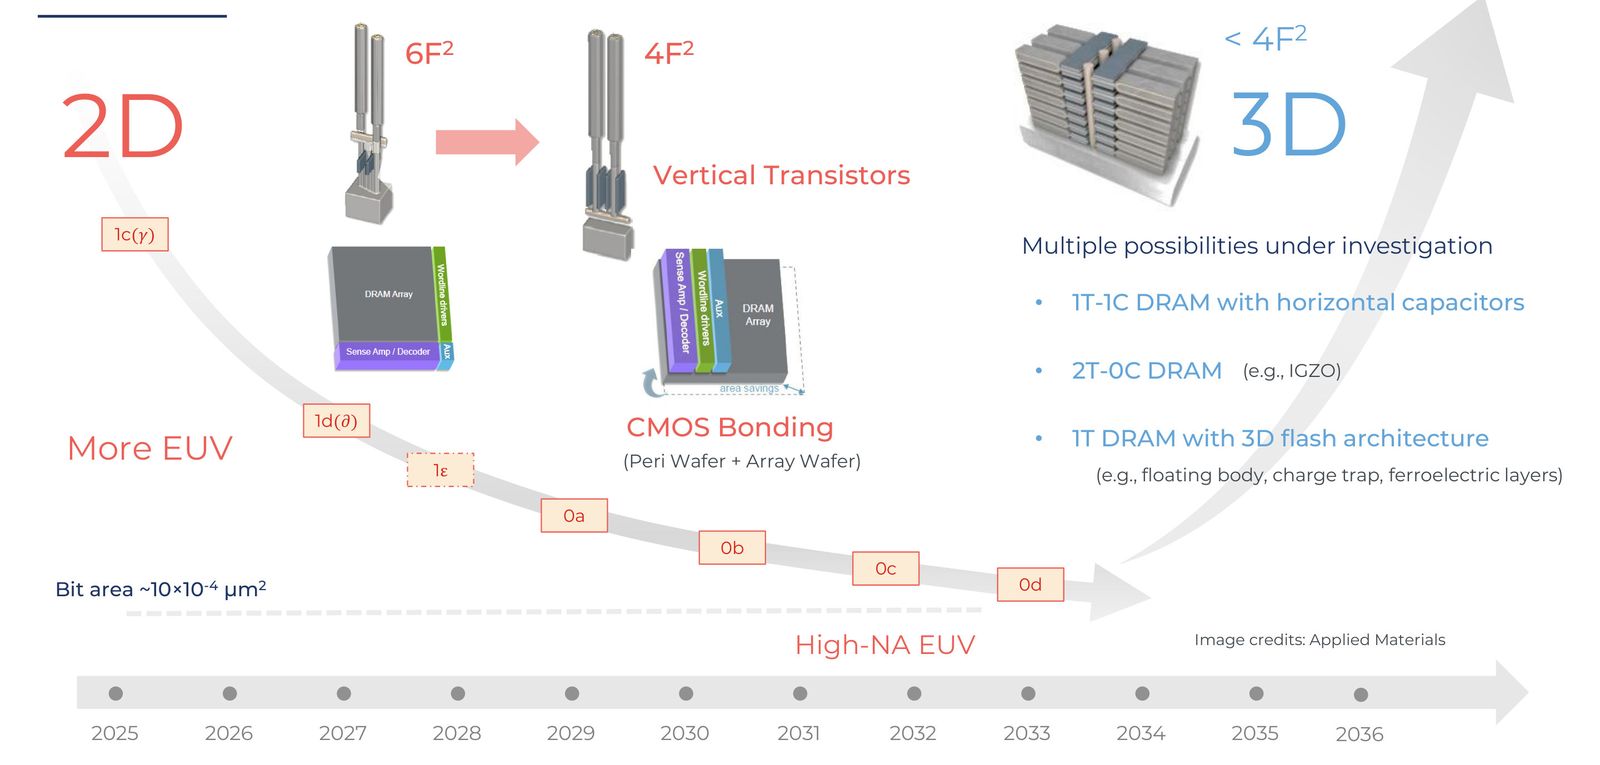 2D
6F²
4F²
Vertical Transistors
< 4F²
3D
1c(γ)
DRAM Array
Wordline drivers
Sense Amp / Decoder
Aux
Sense Amp / Decoder
Wordline drivers
Aux
DRAM
Array
area savings
CMOS Bonding
(Peri Wafer + Array Wafer)
Multiple possibilities under investigation
• 1T-1C DRAM with horizontal capacitors
• 2T-0C DRAM (e.g., IGZO)
• 1T DRAM with 3D flash architecture
(e.g., floating body, charge trap, ferroelectric layers)
More EUV
1d(∂)
1ε
0a
0b
0c
0d
Bit area ~10×10⁻⁴ µm²
High-NA EUV
Image credits: Applied Materials
2025 2026 2027 2028 2029 2030 2031 2032 2033 2034 2035 2036